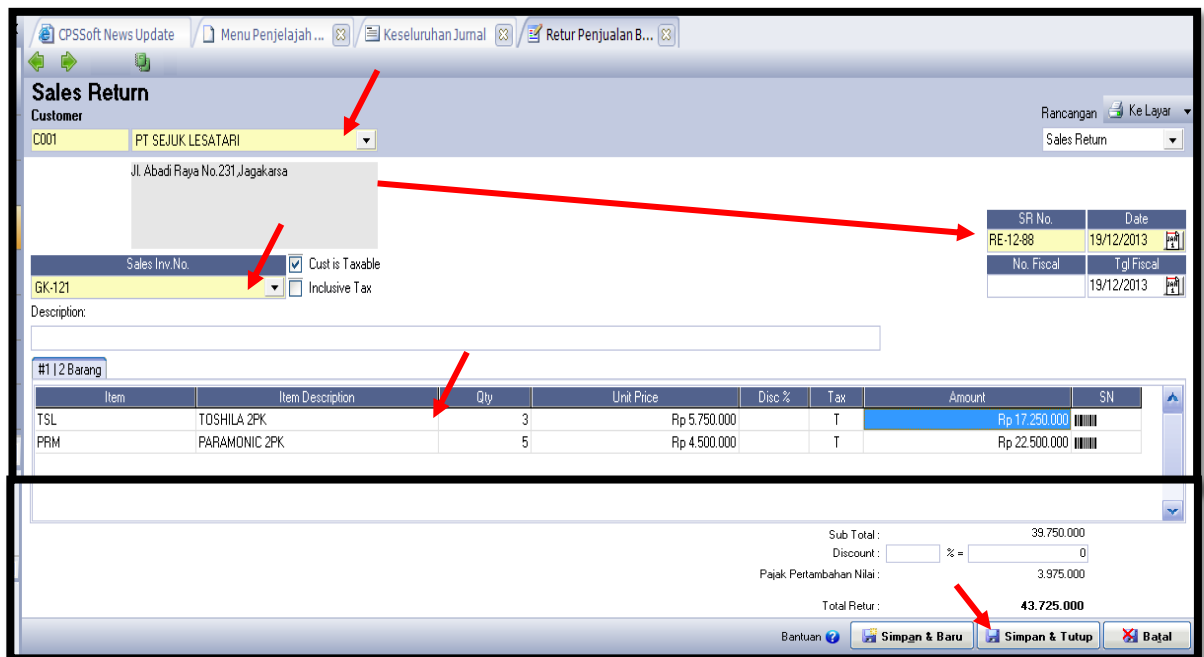 CPSSoft News Update Menu Penjelajah ... Keseluruhan Jurnal Retur Penjualan B...
Sales Return
Customer
Rancangan Ke Layar
C001 PT SEJUK LESATARI Sales Return
Jl. Abadi Raya No.231,Jagakarsa
SR No. Date
RE-12-88 19/12/2013
Sales Inv.No. Cust is Taxable No. Fiscal Tgl Fiscal
GK-121 Inclusive Tax 19/12/2013
Description:
#1 | 2 Barang
Item Item Description Qty Unit Price Disc % Tax Amount SN
TSL TOSHILA 2PK 3 Rp 5.750.000 T Rp 17.250.000
PRM PARAMONIC 2PK 5 Rp 4.500.000 T Rp 22.500.000
Sub Total : 39.750.000
Discount : % = 0
Pajak Pertambahan Nilai : 3.975.000
Total Retur : 43.725.000
Bantuan Simpan & Baru Simpan & Tutup Batal